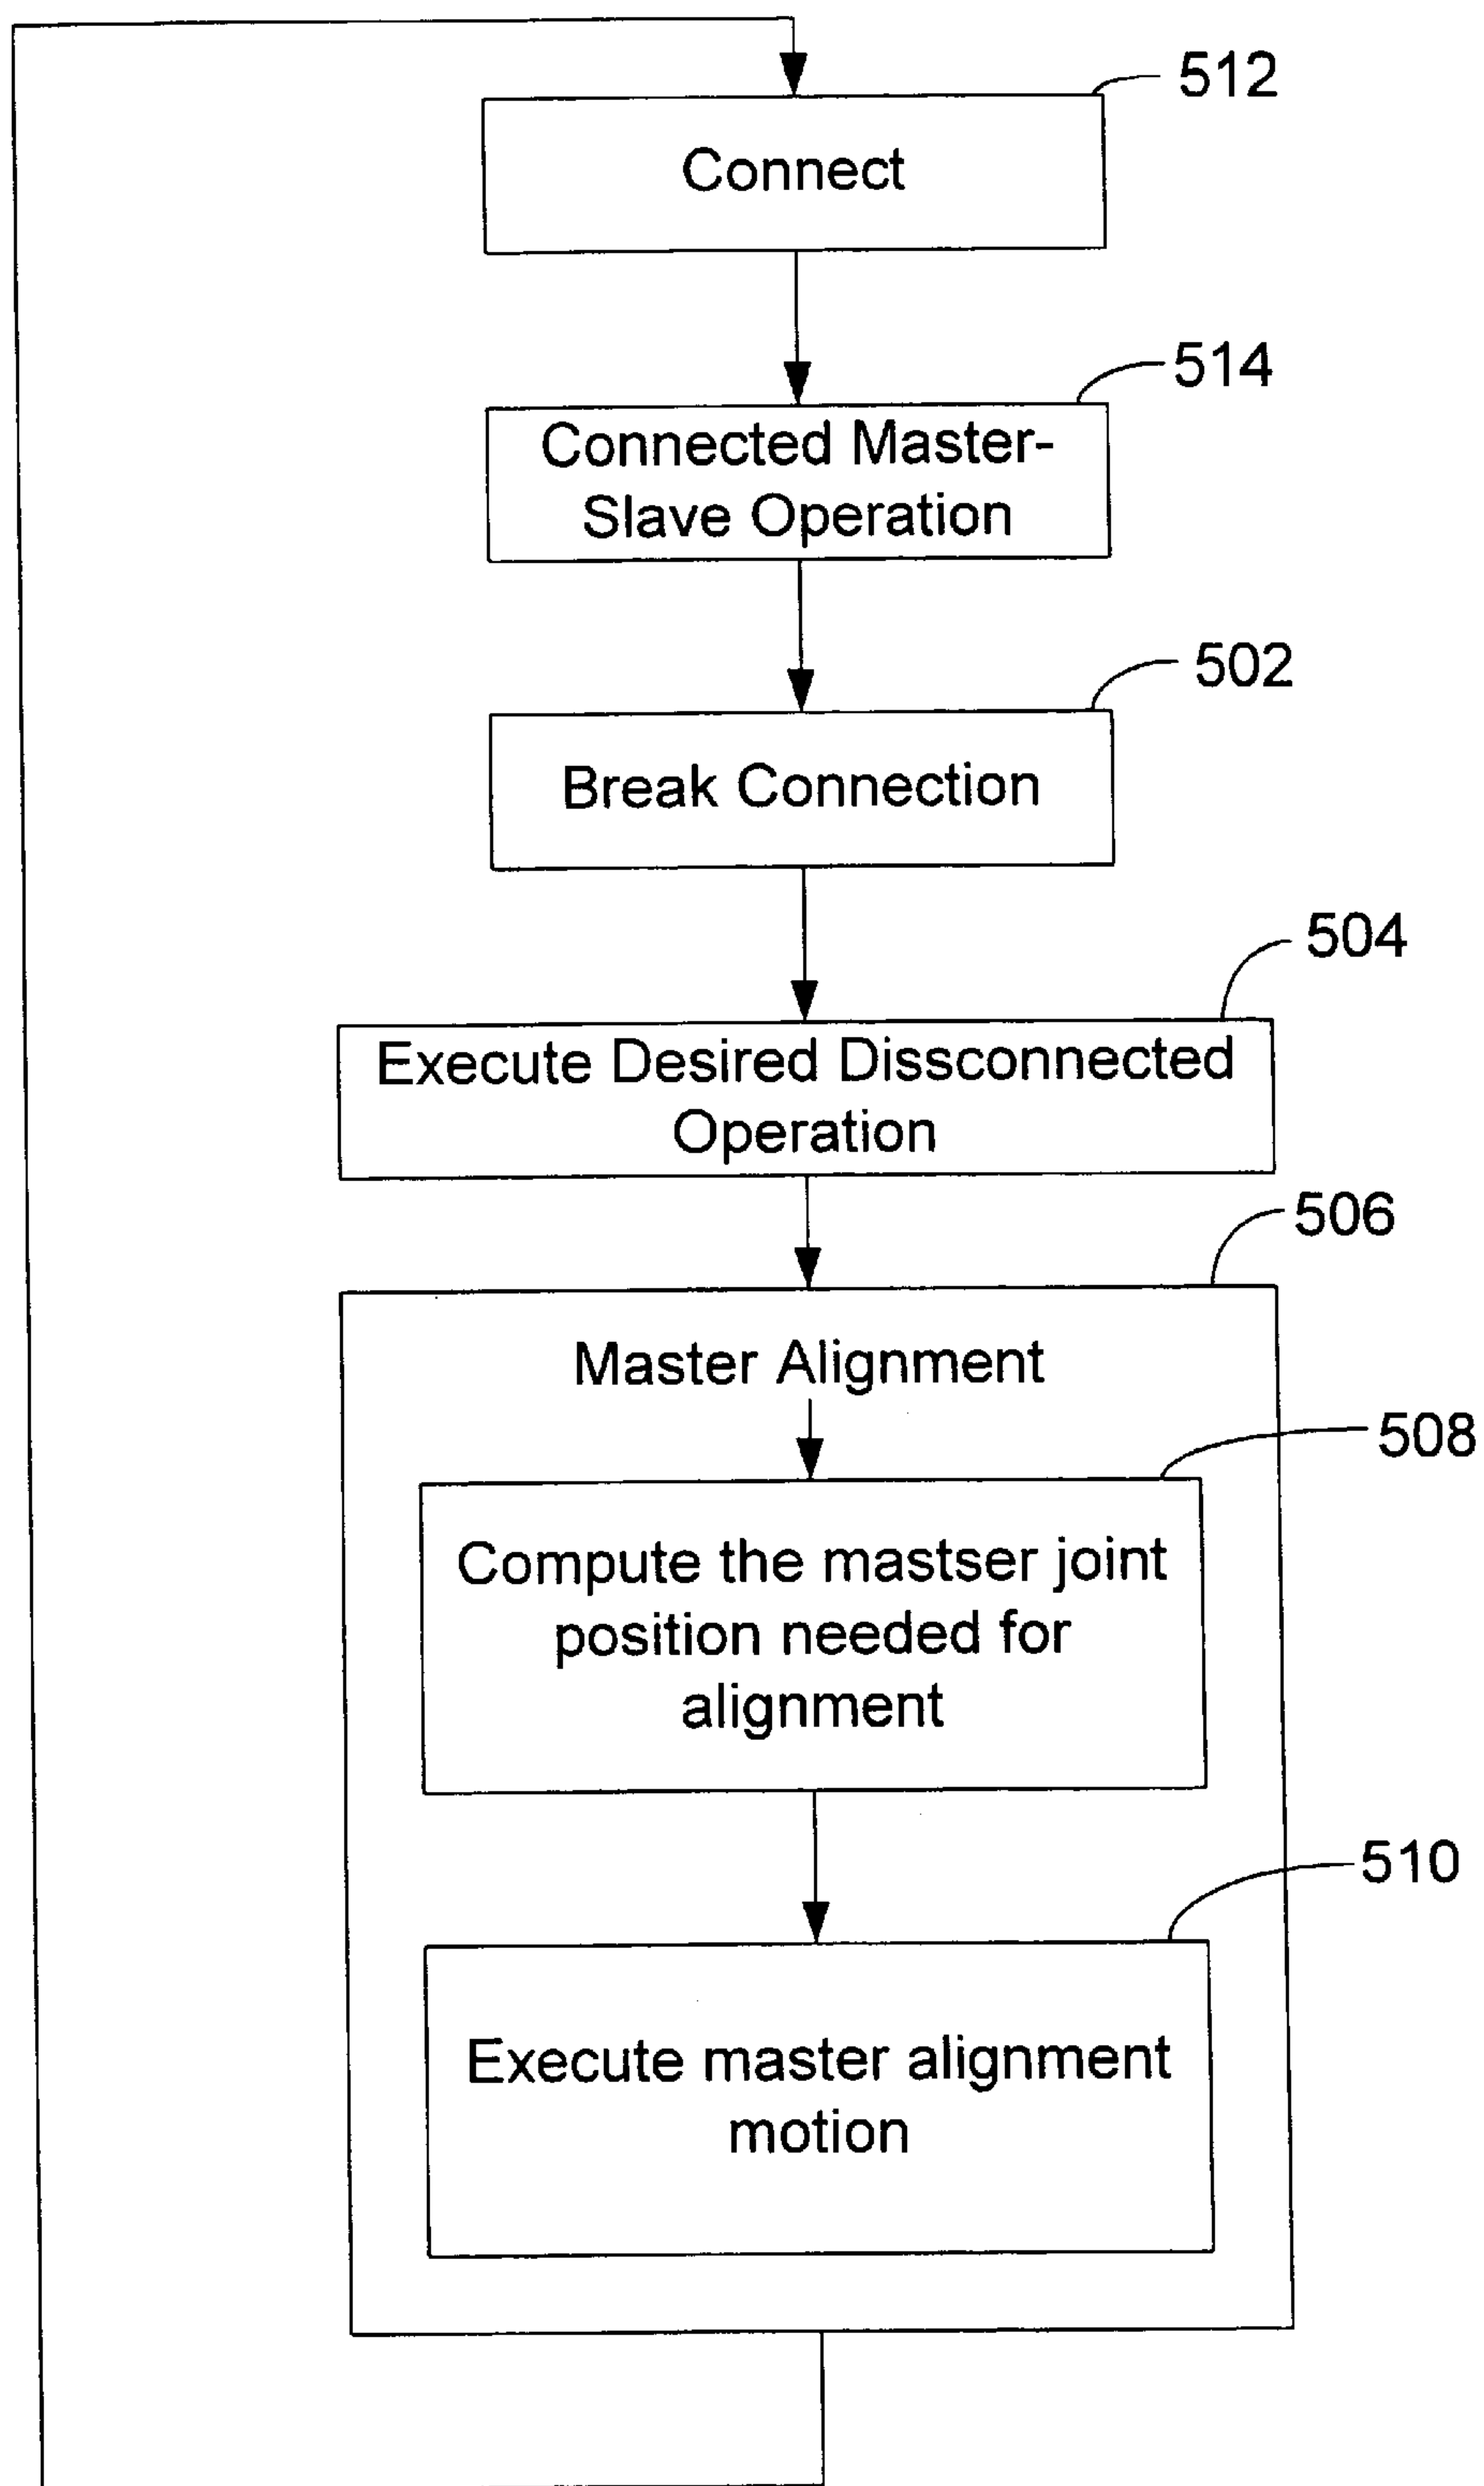 512
Connect
514
Connected Master-
Slave Operation
502
Break Connection
504
Execute Desired Dissconnected
Operation
506
Master Alignment
508
Compute the mastser joint
position needed for
alignment
510
Execute master alignment
motion